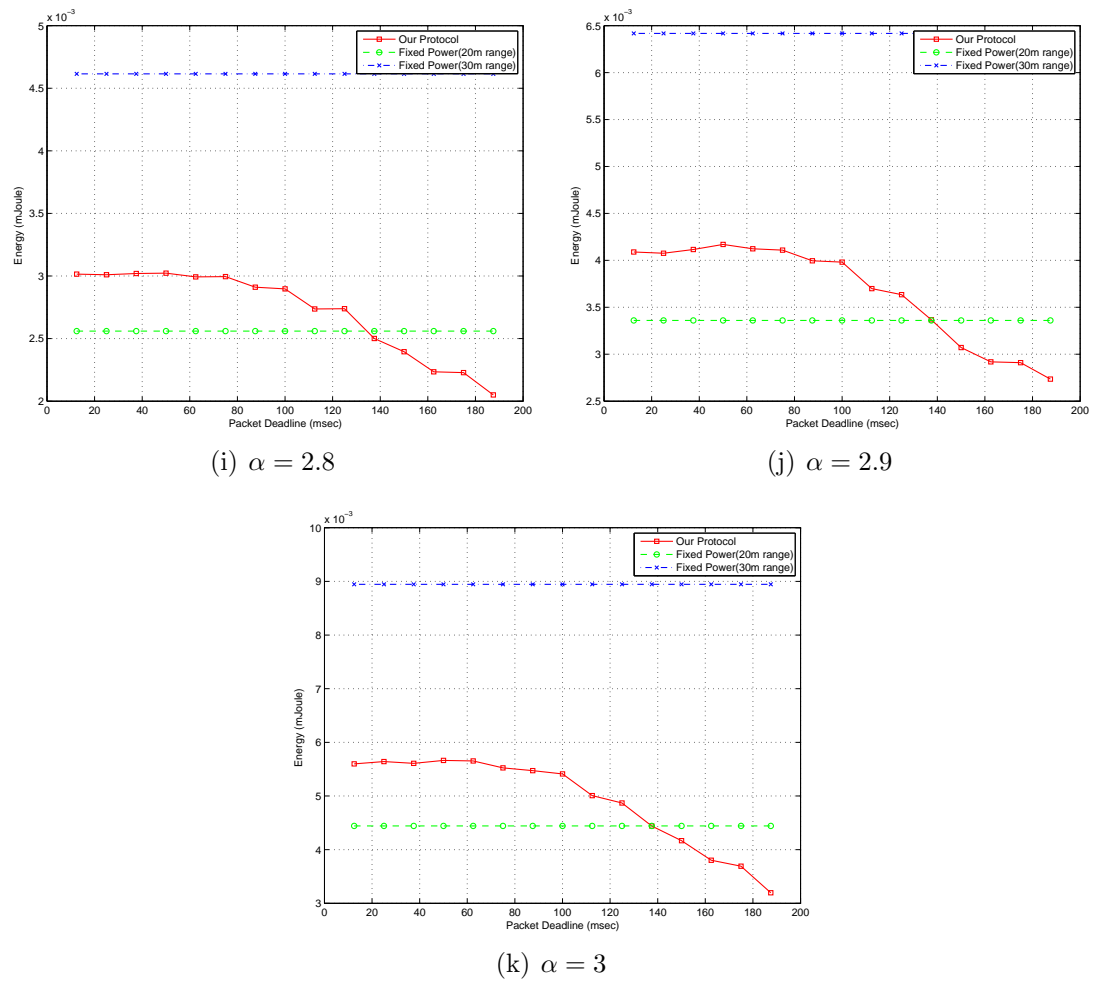 x 10⁻³
5
4.5
4
3.5
3
2.5
2
Energy (mJoule)
Our Protocol
Fixed Power(20m range)
Fixed Power(30m range)
0 20 40 60 80 100 120 140 160 180 200
Packet Deadline (msec)
(i) α = 2.8
x 10⁻³
6.5
6
5.5
5
4.5
4
3.5
3
2.5
Energy (mJoule)
Our Protocol
Fixed Power(20m range)
Fixed Power(30m range)
0 20 40 60 80 100 120 140 160 180 200
Packet Deadline (msec)
(j) α = 2.9
x 10⁻³
10
9
8
7
6
5
4
3
Energy (mJoule)
Our Protocol
Fixed Power(20m range)
Fixed Power(30m range)
0 20 40 60 80 100 120 140 160 180 200
Packet Deadline (msec)
(k) α = 3